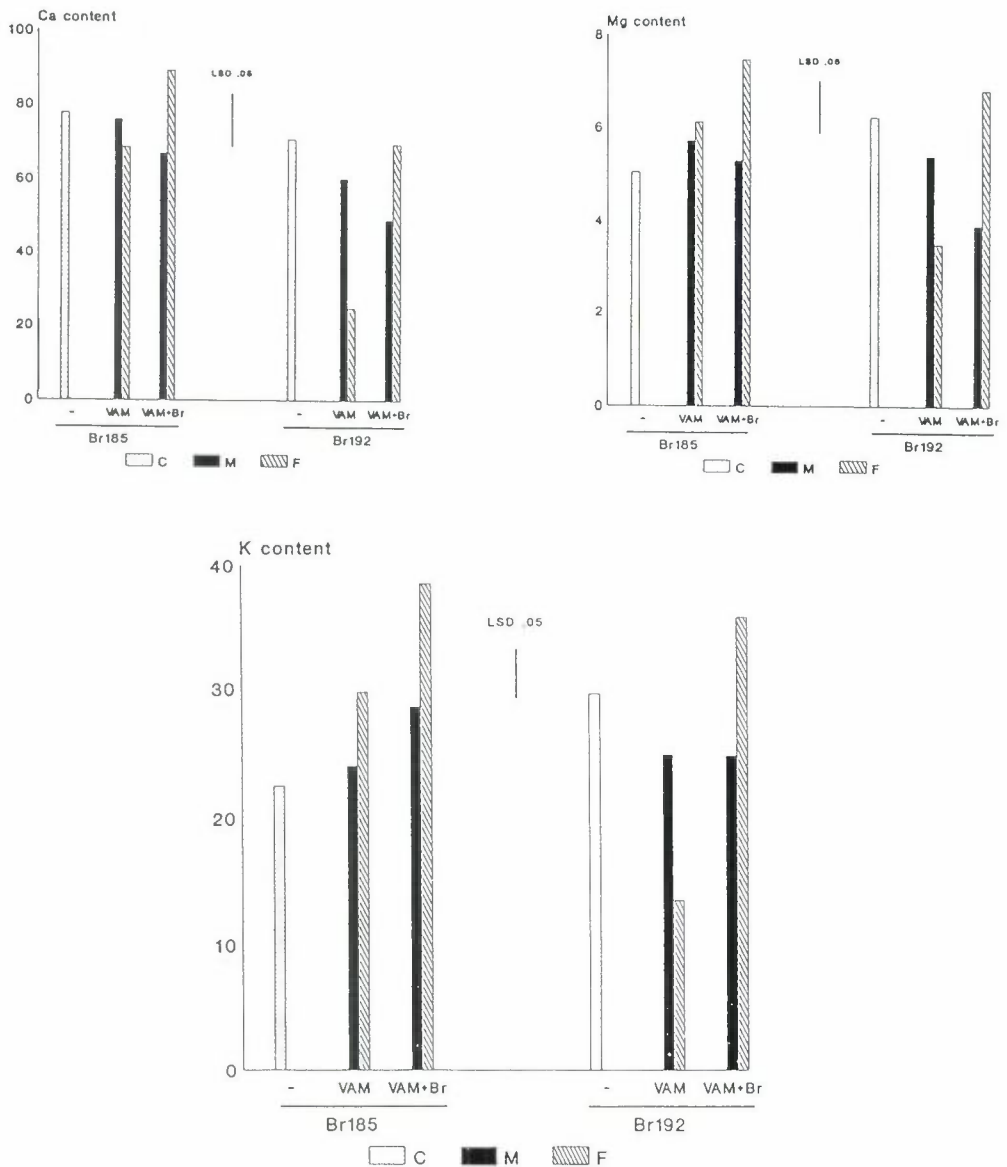 Ca content
100
80
60
40
20
0
LSD .05
- VAM VAM+Br - VAM VAM+Br
Br185 Br192
C M F
Mg content
8
6
4
2
0
LSD .05
- VAM VAM+Br - VAM VAM+Br
Br185 Br192
C M F
K content
40
30
20
10
0
LSD .05
- VAM VAM+Br - VAM VAM+Br
Br185 Br192
C M F